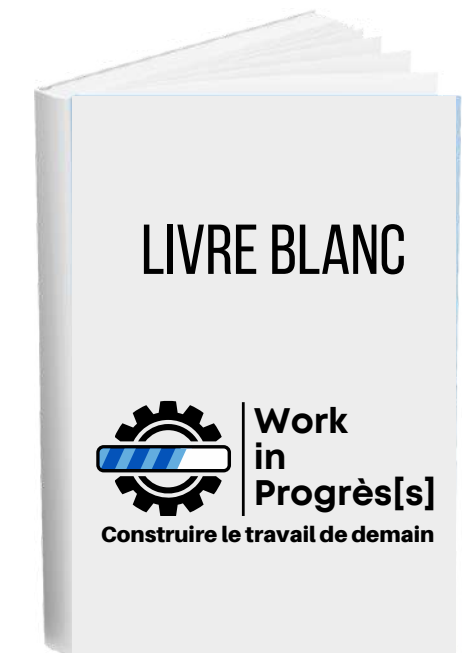 LIVRE BLANC
Work
in
Progrès[s]
Construire le travail de demain